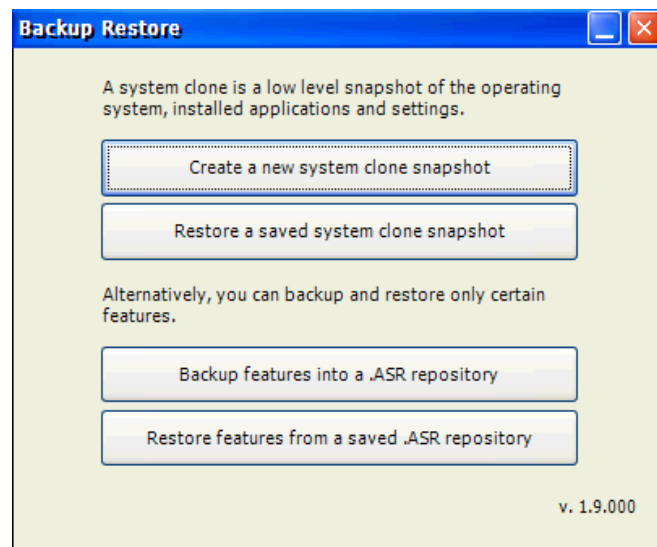 Backup Restore
A system clone is a low level snapshot of the operating
system, installed applications and settings.
Create a new system clone snapshot
Restore a saved system clone snapshot
Alternatively, you can backup and restore only certain
features.
Backup features into a .ASR repository
Restore features from a saved .ASR repository
v. 1.9.000